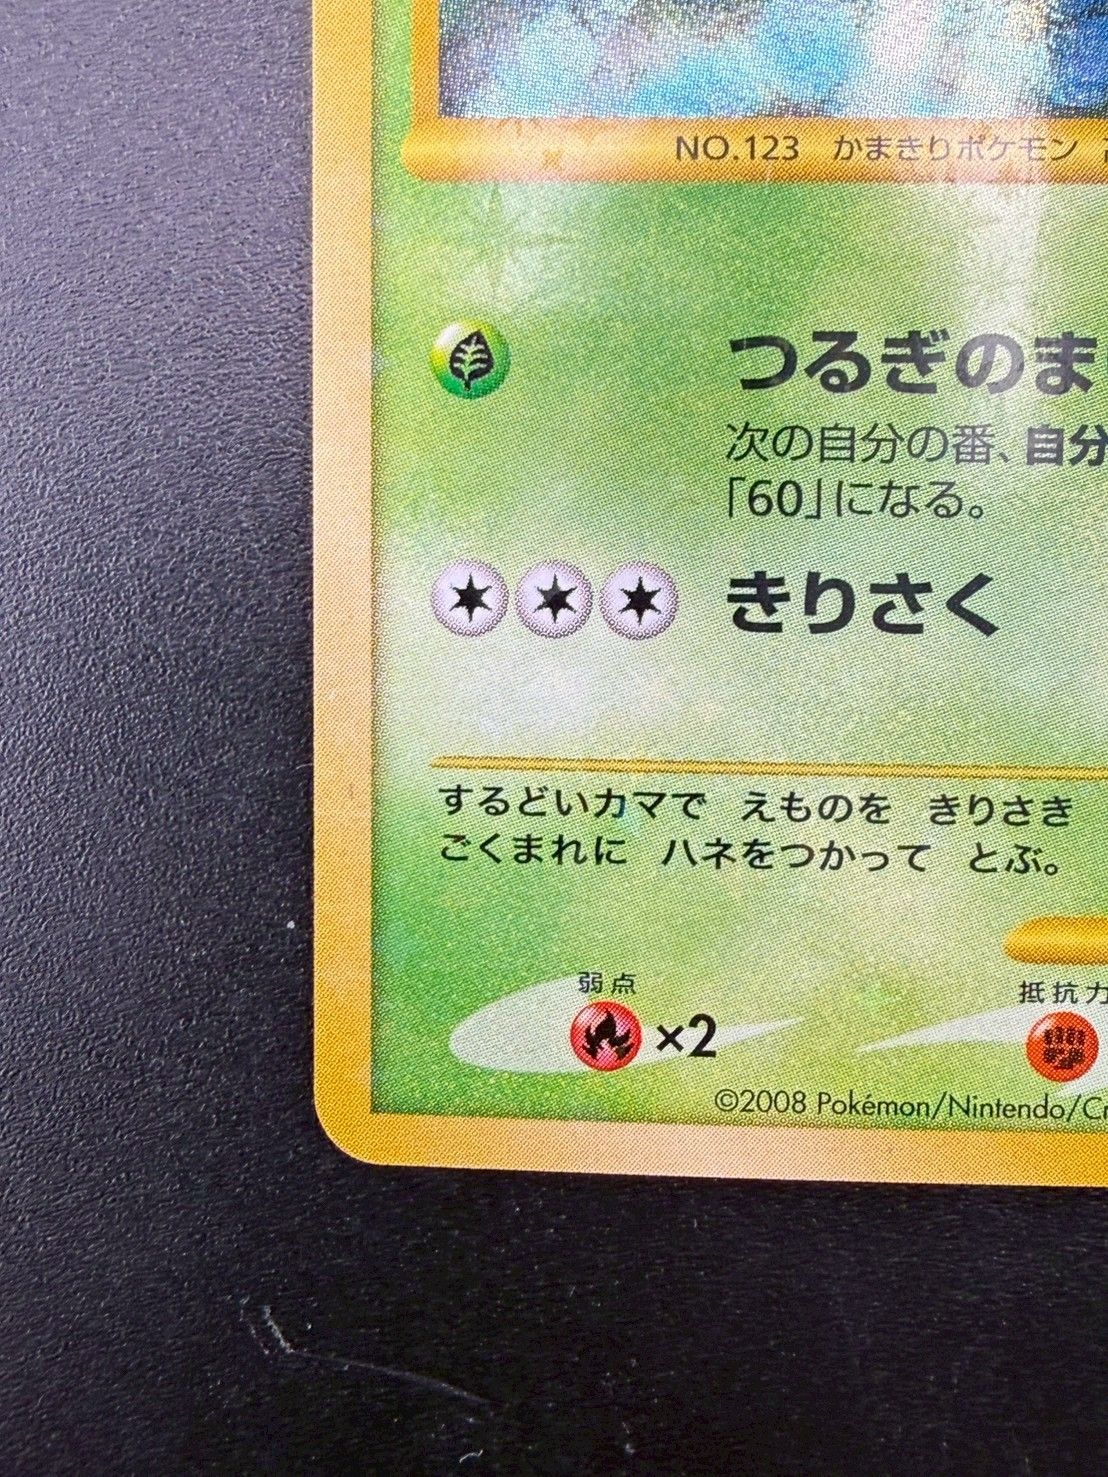 NO.123 かまきりポケモン
つるぎのま
次の自分の番、自分
「60」になる。
きりさく
するどいカマで えものを きりさき
ごくまれに ハネをつかって とぶ。
弱点
抵抗力
×2
©2008 Pokémon/Nintendo/Cr